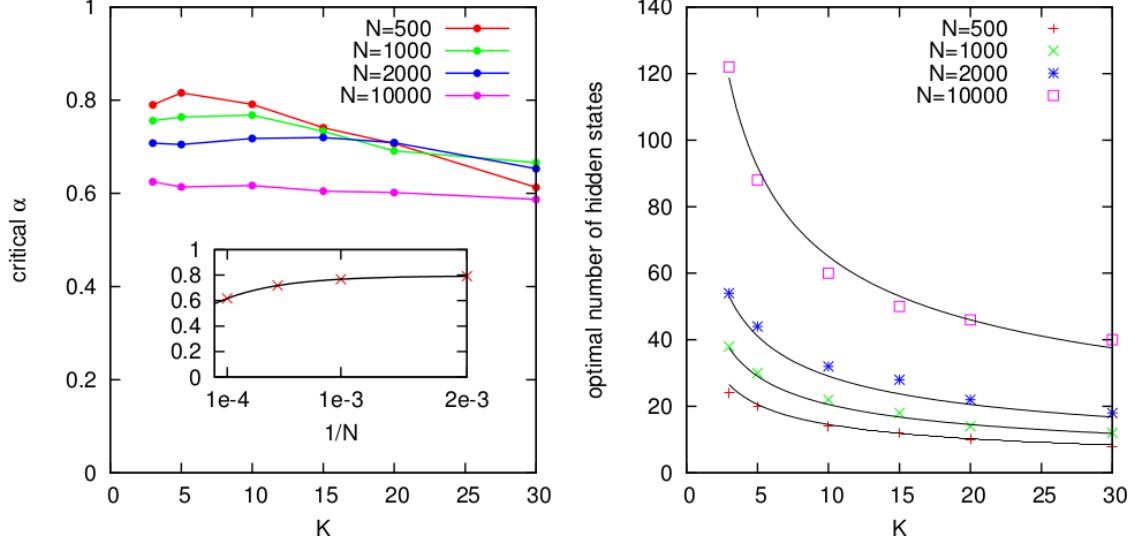 critical α
1
0.8
0.6
0.4
0.2
0
0 5 10 15 20 25 30
K
N=500
N=1000
N=2000
N=10000
1
0.8
0.6
0.4
0.2
0
1e-4 1e-3 2e-3
1/N
optimal number of hidden states
140
120
100
80
60
40
20
0
0 5 10 15 20 25 30
K
N=500
N=1000
N=2000
N=10000